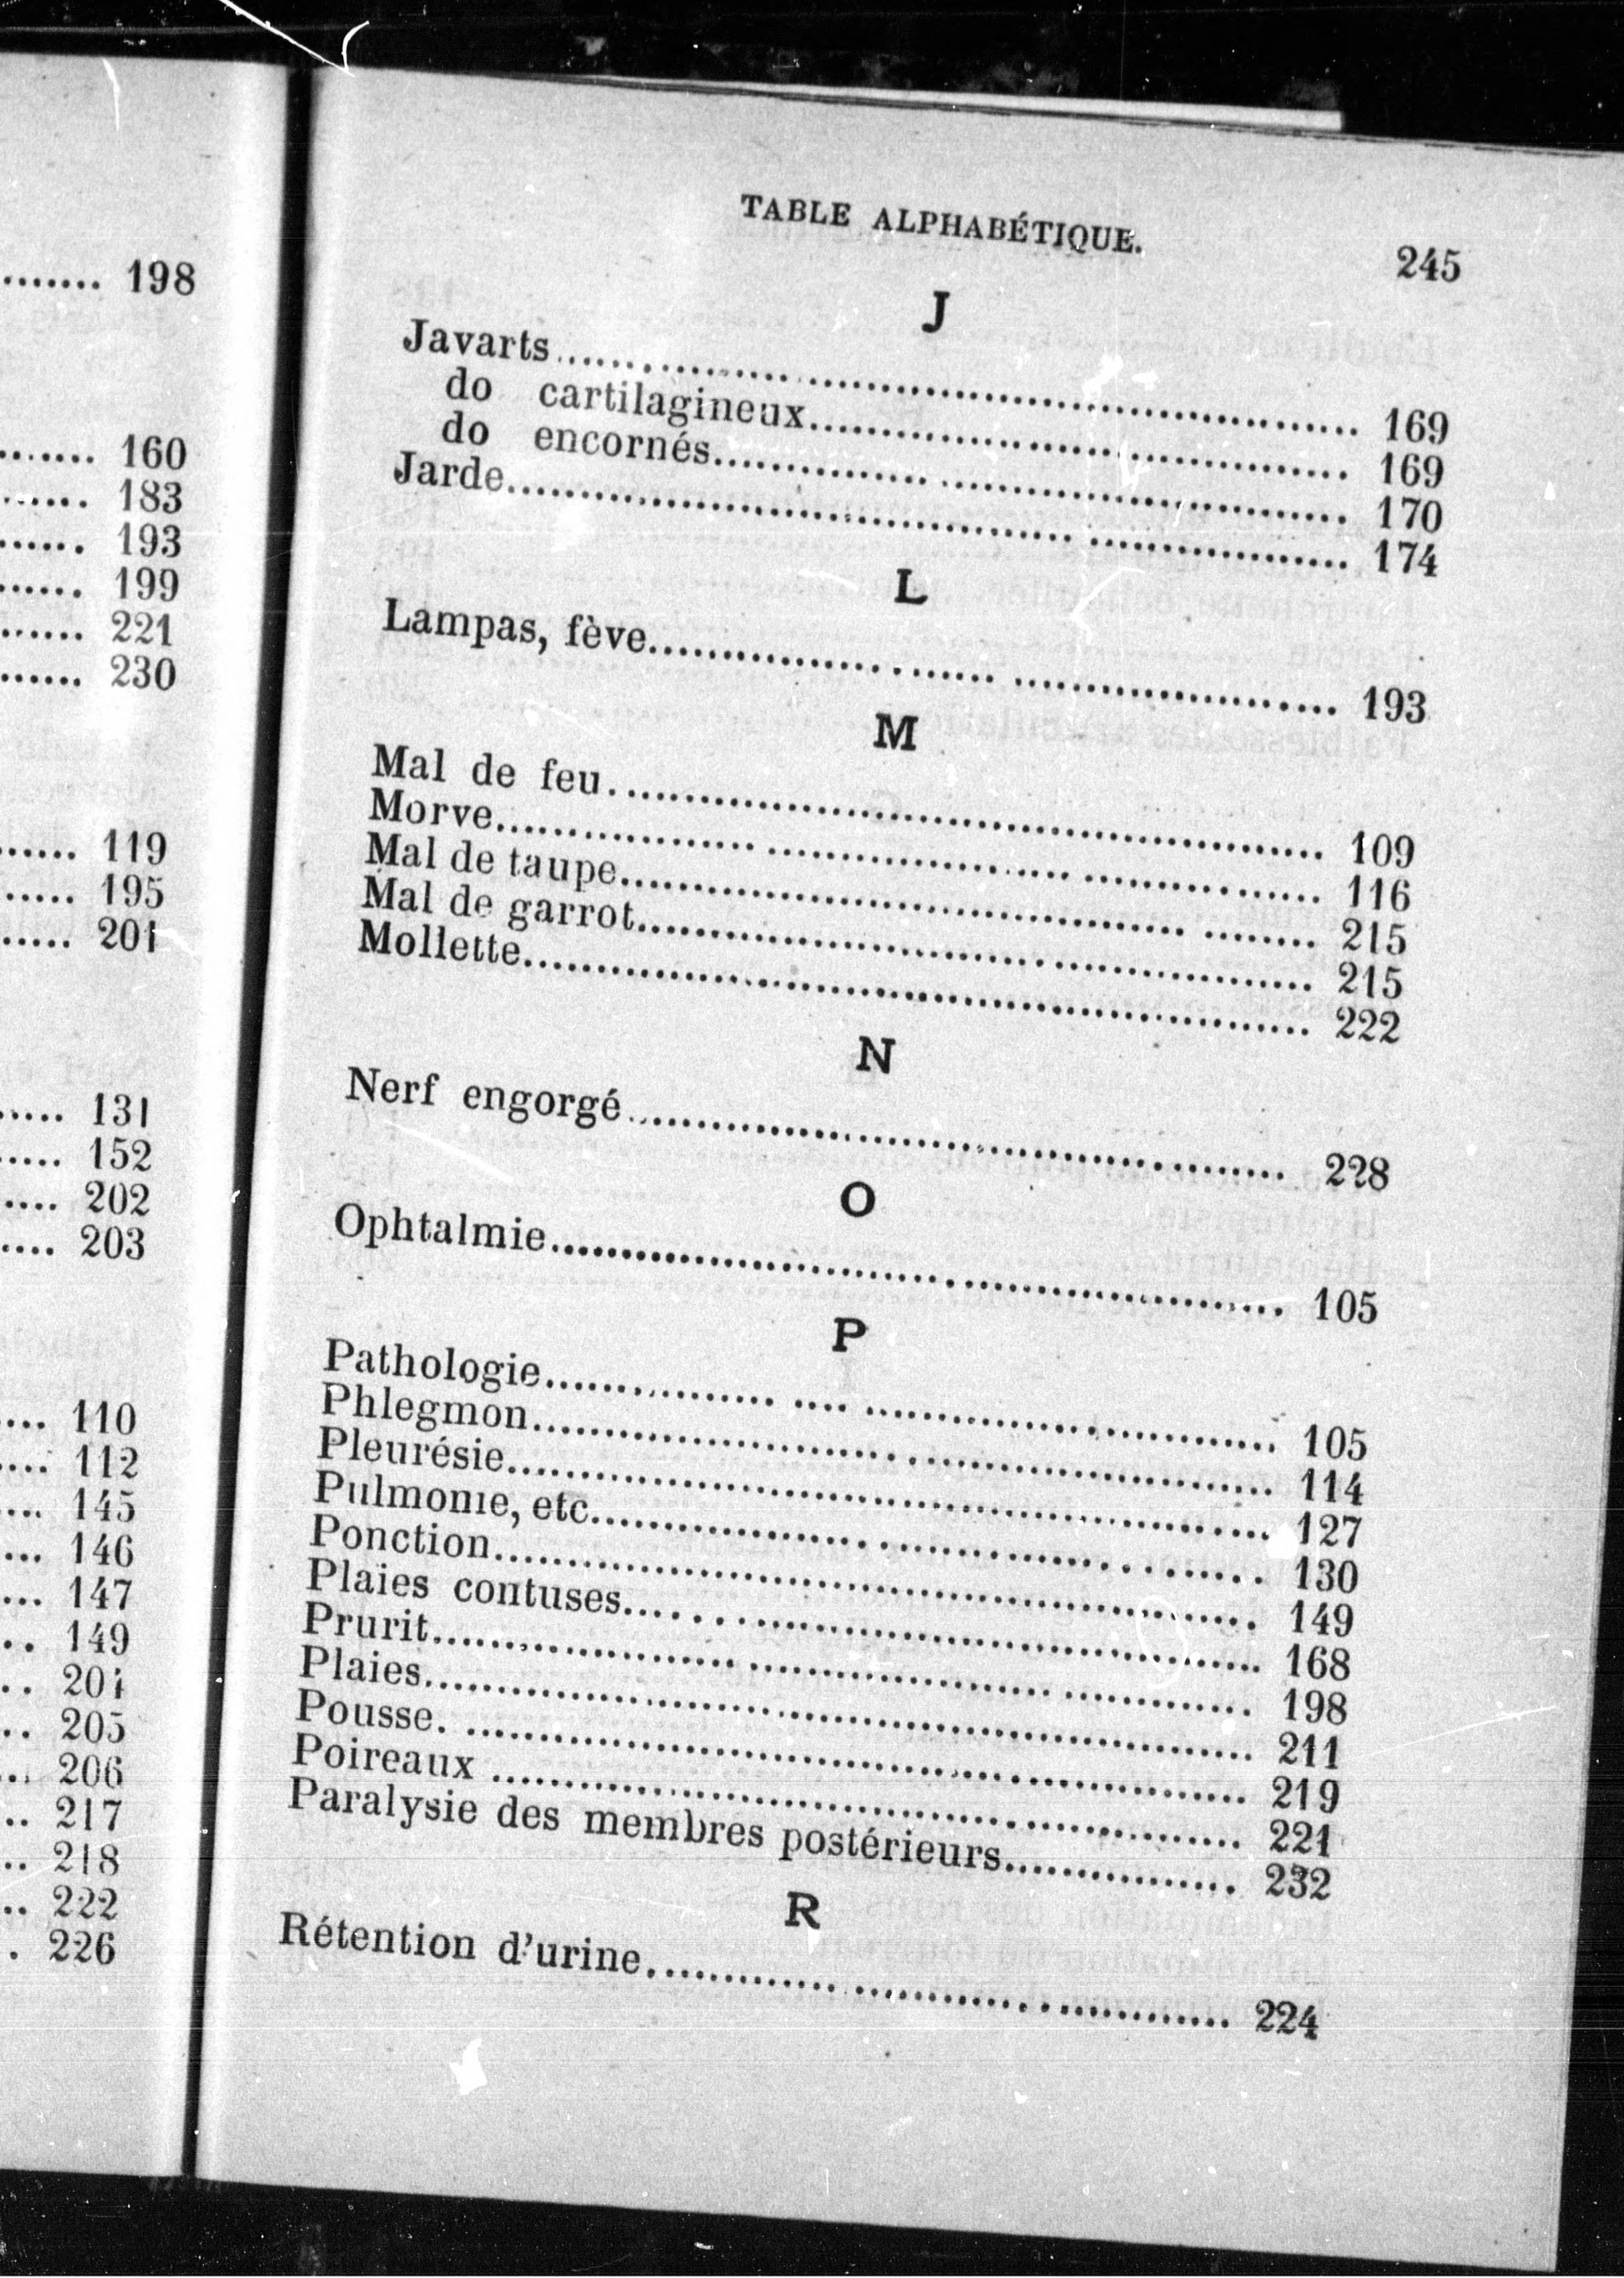 ........ 198
....... 160
....... 183
...... 193
...... 199
...... 221
...... 230
...... 119
..... 195
..... 201
..... 131
..... 152
.... 202
.... 203
.... 110
.... 112
.... 145
... 146
... 147
.. 149
.. 204
.. 205
.. 206
.. 217
.. 218
.. 222
. 226
TABLE ALPHABÉTIQUE. 245
J
Javarts........................................ 169
do cartilagineux........................................ 169
do encornés........................................ 170
Jarde........................................ 174
L
Lampas, fève........................................ 193
M
Mal de feu........................................ 109
Morve........................................ 116
Mal de taupe........................................ 215
Mal de garrot........................................ 215
Mollette........................................ 222
N
Nerf engorgé........................................ 228
O
Ophtalmie........................................ 105
P
Pathologie........................................ 105
Phlegmon........................................ 114
Pleurésie........................................ 127
Pulmonie, etc........................................ 130
Ponction........................................ 149
Plaies contuses........................................ 168
Prurit........................................ 198
Plaies........................................ 211
Pousse........................................ 219
Poireaux ........................................ 221
Paralysie des membres postérieurs................ 232
R
Rétention d'urine........................................ 224